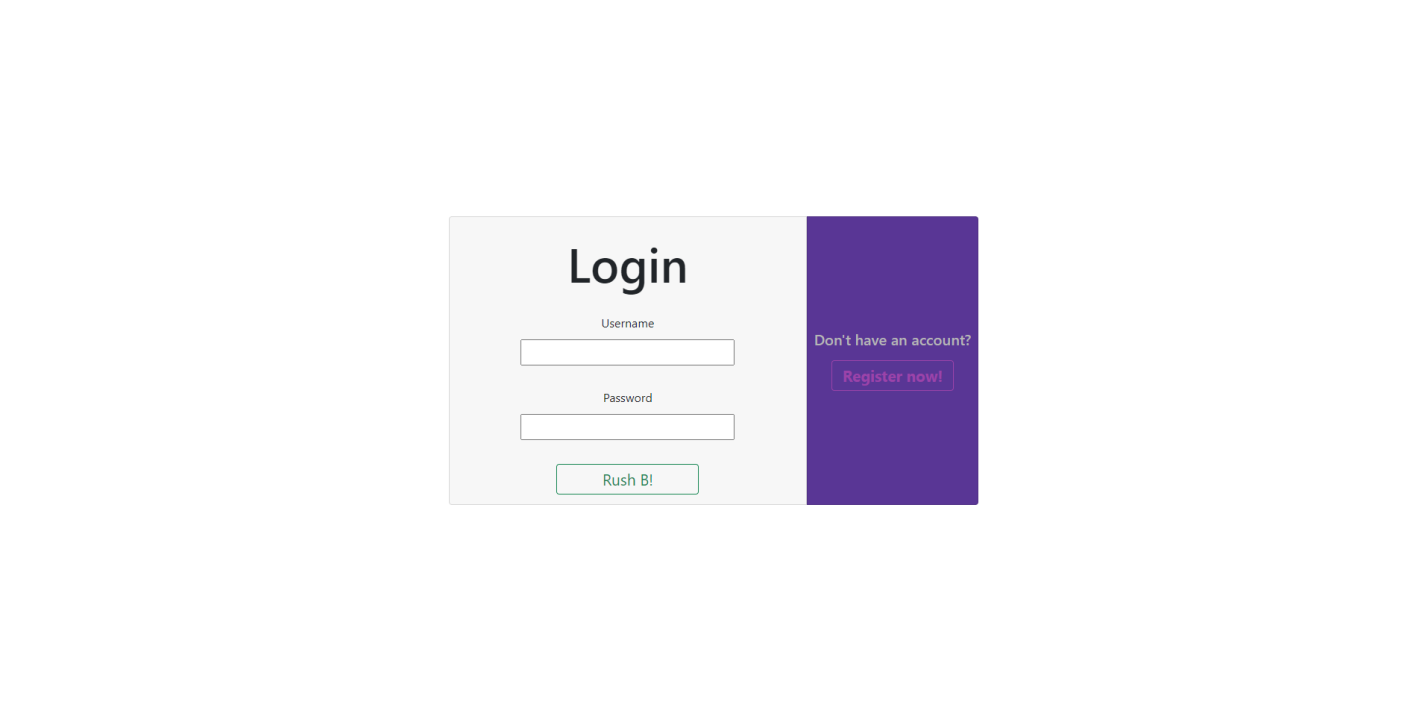 Login
Username
Password
Rush B!
Don't have an account?
Register now!